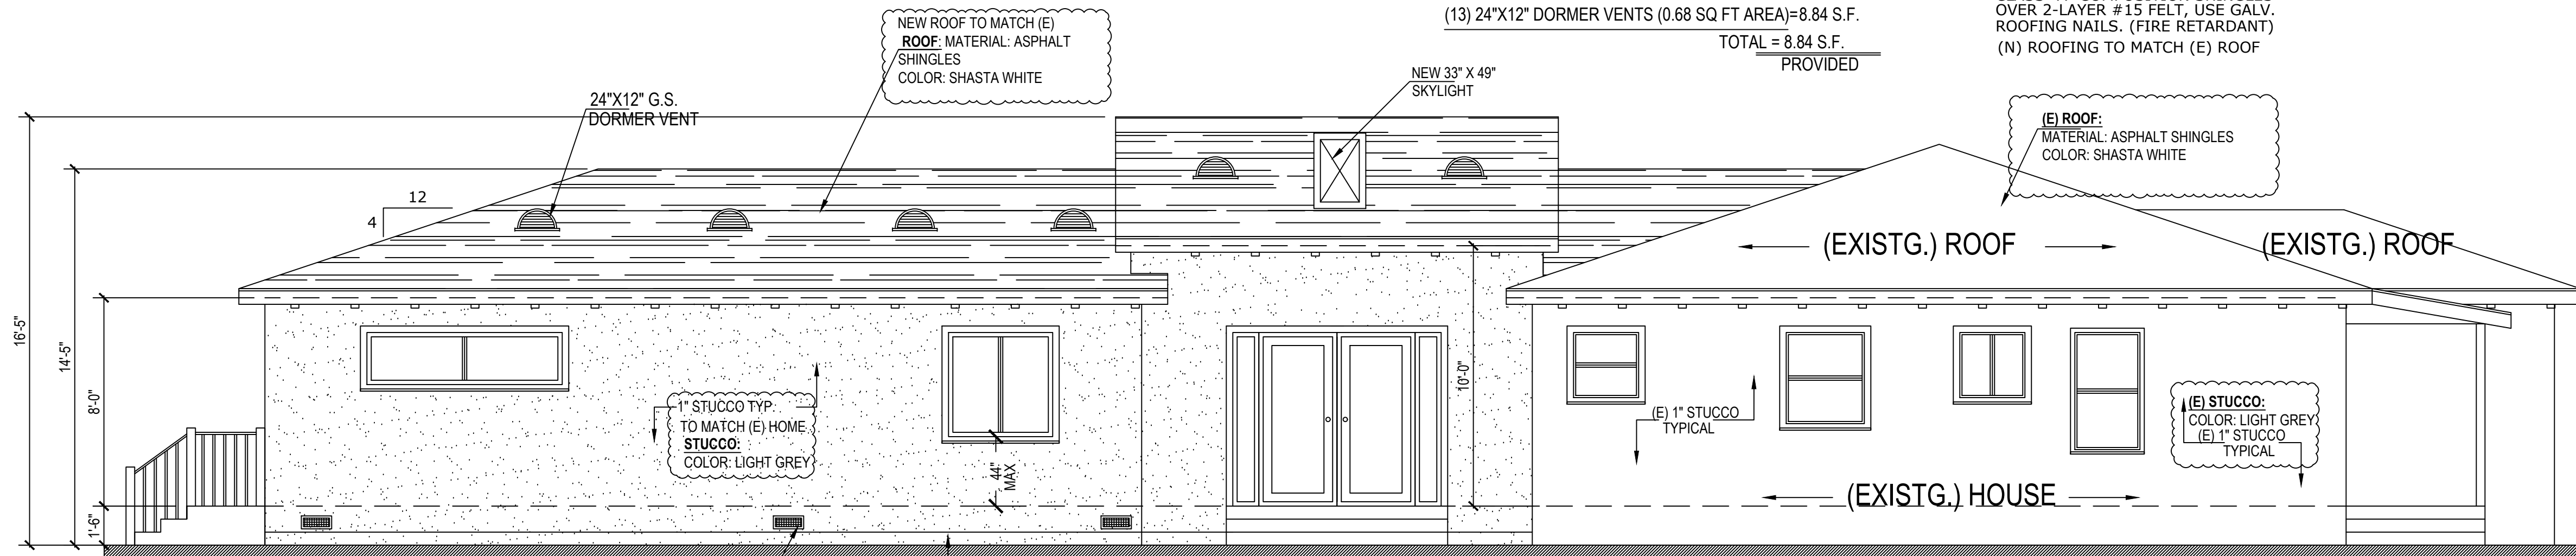 (13) 24"X12" DORMER VENTS (0.68 SQ FT AREA)=8.84 S.F.
TOTAL = 8.84 S.F.
PROVIDED
OVER 2-LAYER #15 FELT, USE GALV.
ROOFING NAILS. (FIRE RETARDANT)
(N) ROOFING TO MATCH (E) ROOF
NEW ROOF TO MATCH (E)
ROOF: MATERIAL: ASPHALT
SHINGLES
COLOR: SHASTA WHITE
24"X12" G.S.
DORMER VENT
NEW 33" X 49"
SKYLIGHT
(E) ROOF:
MATERIAL: ASPHALT SHINGLES
COLOR: SHASTA WHITE
12
4
(EXISTG.) ROOF
(EXISTG.) ROOF
16'-5"
14'-5"
8'-0"
1'-6"
10'-0"
1" STUCCO TYP.
TO MATCH (E) HOME
STUCCO:
COLOR: LIGHT GREY
44"
MAX
(E) 1" STUCCO
TYPICAL
(E) STUCCO:
COLOR: LIGHT GREY
(E) 1" STUCCO
TYPICAL
(EXISTG.) HOUSE